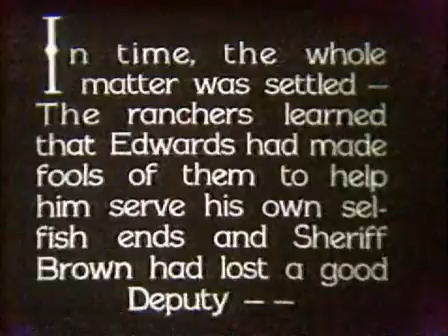 In time, the whole
matter was settled —
The ranchers learned
that Edwards had made
fools of them to help
him serve his own sel-
fish ends and Sheriff
Brown had lost a good
Deputy — —